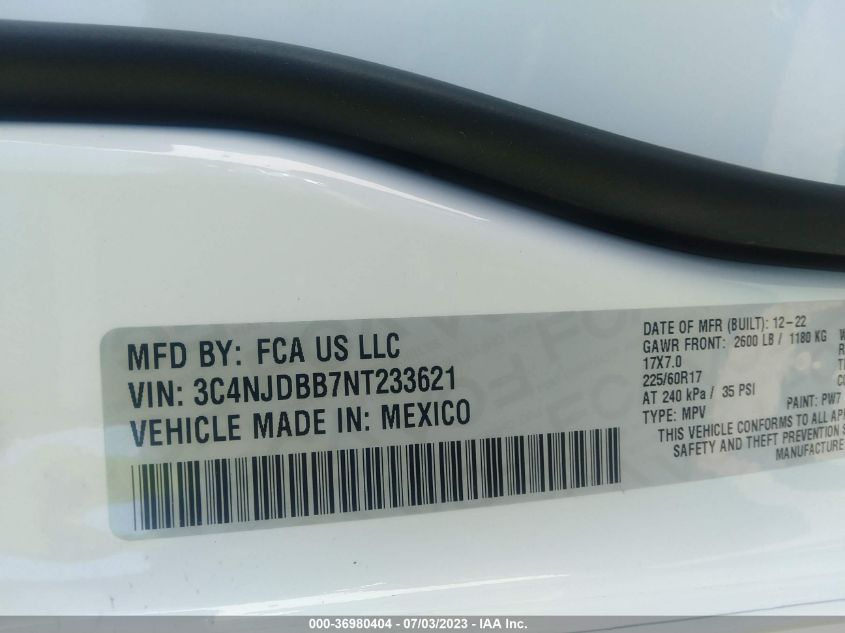 MFD BY: FCA US LLC
VIN: 3C4NJDBB7NT233621
VEHICLE MADE IN: MEXICO
DATE OF MFR (BUILT): 12-22
GAWR FRONT: 2600 LB / 1180 KG
17X7.0
225/60R17
AT 240 kPa / 35 PSI
TYPE: MPV
PAINT: PW7
THIS VEHICLE CONFORMS TO ALL
SAFETY AND THEFT PREVENTION
MANUFACTURE
000-36980404 - 07/03/2023 - IAA Inc.